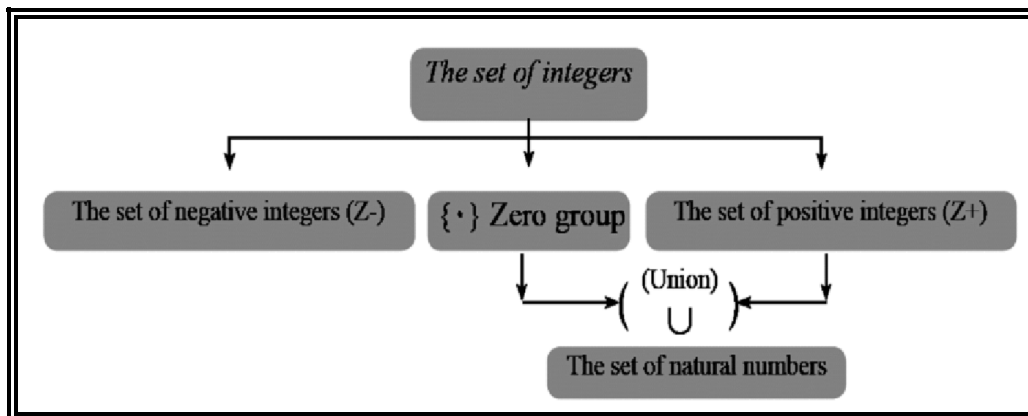 The set of integers
The set of negative integers (Z-)
{٠} Zero group
The set of positive integers (Z+)
(Union)
( ∪ )
The set of natural numbers